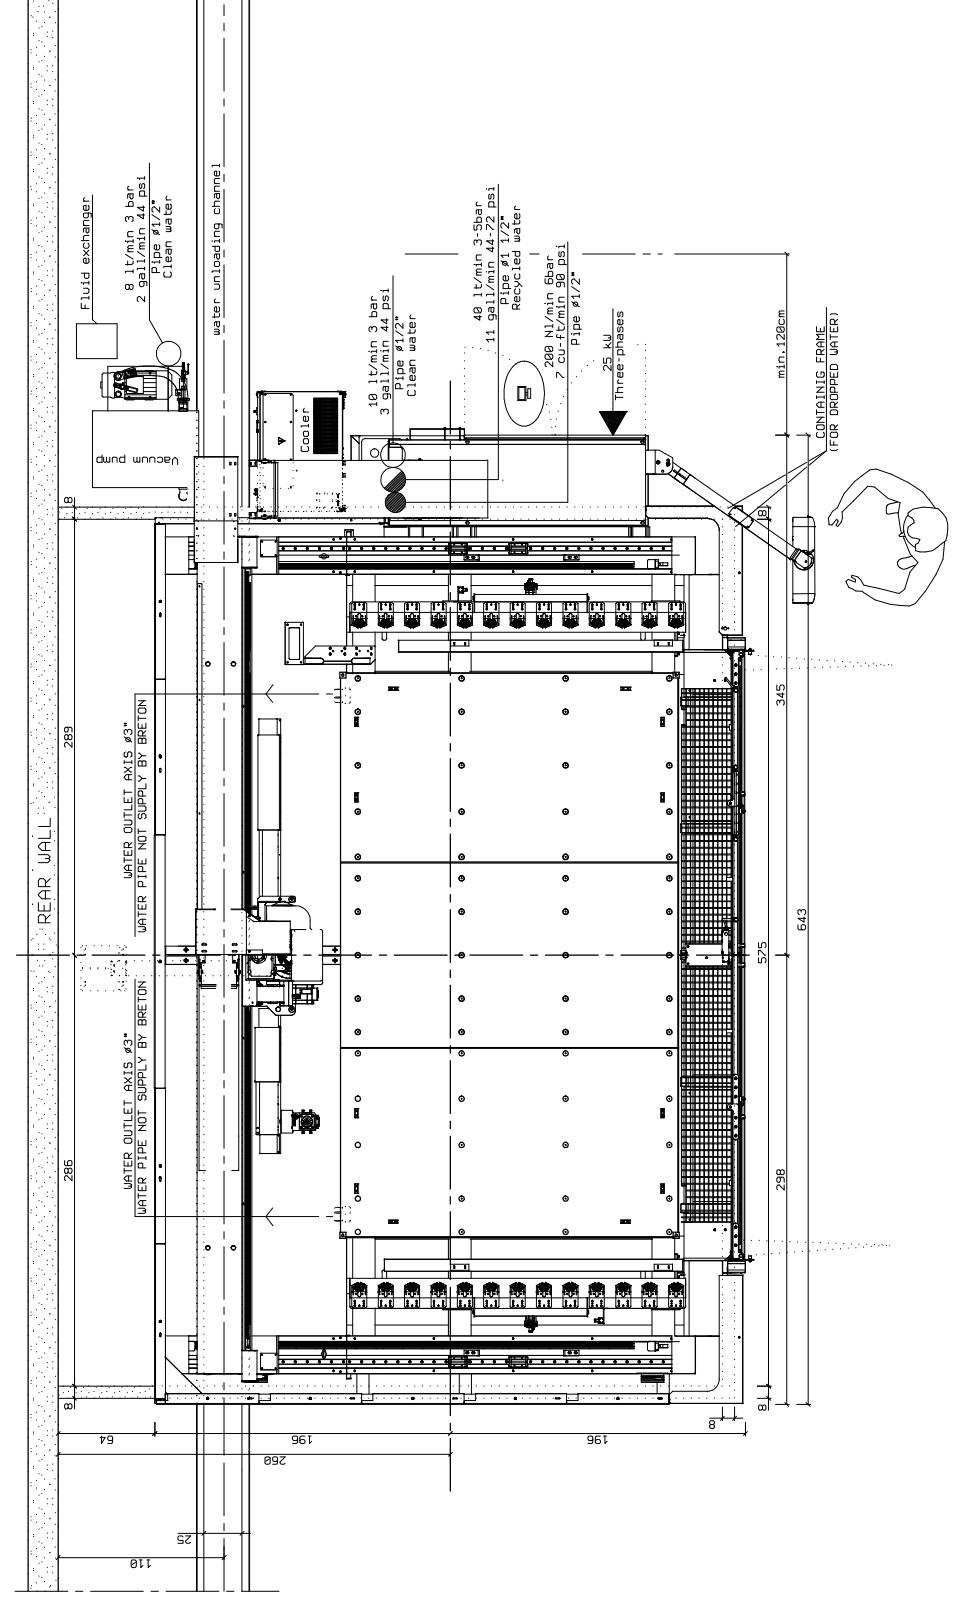 Fluid exchanger
8 lt/min 3 bar
2 gall/min 44 psi
Pipe ø1/2"
Clean water
water unloading channel
Vacuum pump
Cooler
10 lt/min 3 bar
3 gall/min 44 psi
Pipe ø1/2"
Clean water
40 lt/min 3-5bar
11 gall/min 44-72 psi
Pipe ø1 1/2"
Recycled water
200 Nl/min 6bar
7 cu-ft/min 90 psi
Pipe ø1/2"
25 kW
Three-phases
min.120cm
CONTAINIG FRAME
(FOR DROPPED WATER)
8
8
REAR WALL
289
WATER OUTLET AXIS ø3"
WATER PIPE NOT SUPPLY BY BRETON
345
643
575
WATER OUTLET AXIS ø3"
WATER PIPE NOT SUPPLY BY BRETON
286
298
8
8
8
64
196
196
260
25
110